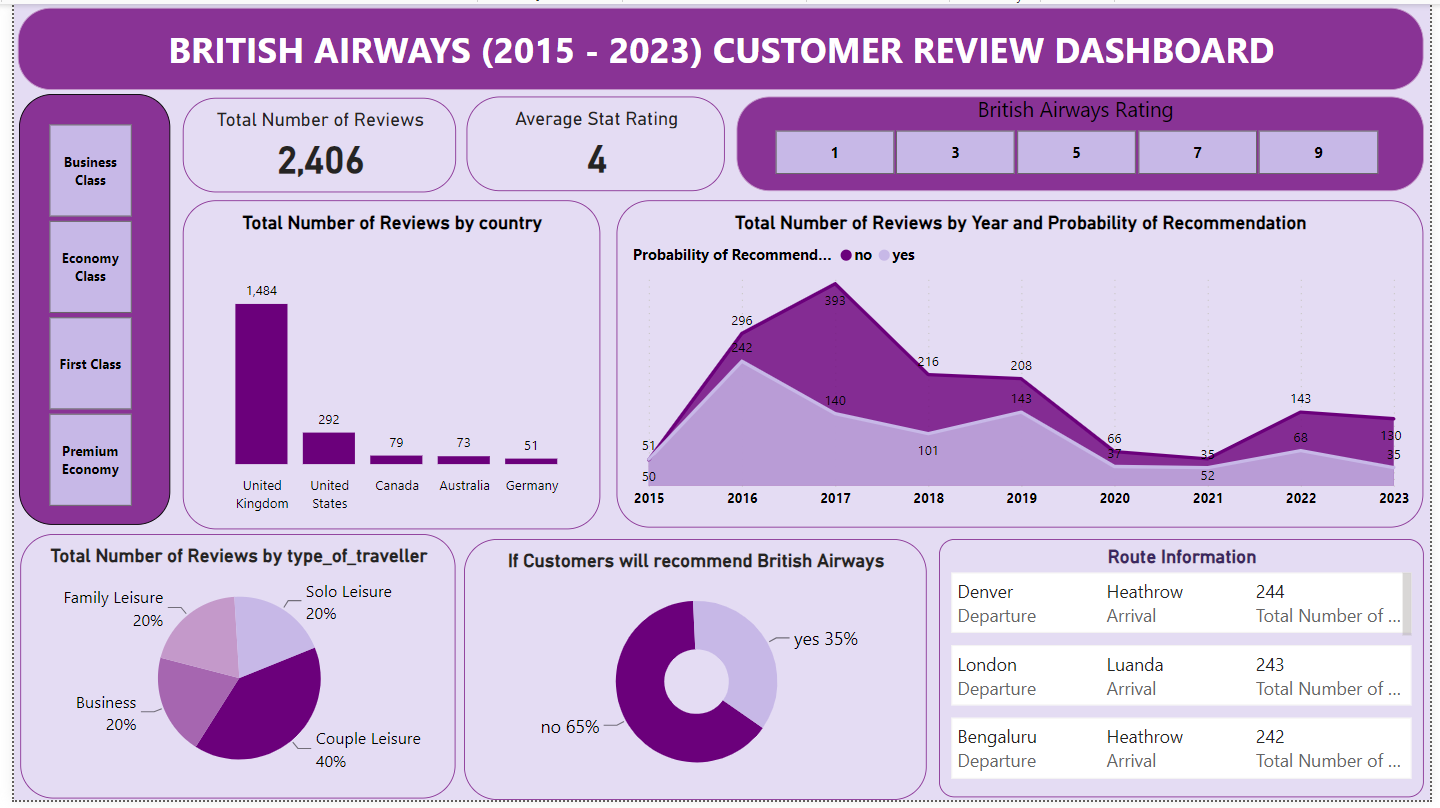 BRITISH AIRWAYS (2015 - 2023) CUSTOMER REVIEW DASHBOARD
Business
Class
Economy
Class
First Class
Premium
Economy
Total Number of Reviews
2,406
Average Stat Rating
4
British Airways Rating
1 3 5 7 9
Total Number of Reviews by country
1,484
292
79
73
51
United
Kingdom
United
States
Canada
Australia
Germany
Total Number of Reviews by Year and Probability of Recommendation
Probability of Recommend... no yes
393
296
242
216
208
140
143
143
101
51
50
66
37
35
52
68
130
35
2015 2016 2017 2018 2019 2020 2021 2022 2023
Total Number of Reviews by type_of_traveller
Family Leisure
20%
Solo Leisure
20%
Business
20%
Couple Leisure
40%
If Customers will recommend British Airways
yes 35%
no 65%
Route Information
Denver Heathrow 244
Departure Arrival Total Number of ...
London Luanda 243
Departure Arrival Total Number of ...
Bengaluru Heathrow 242
Departure Arrival Total Number of ...